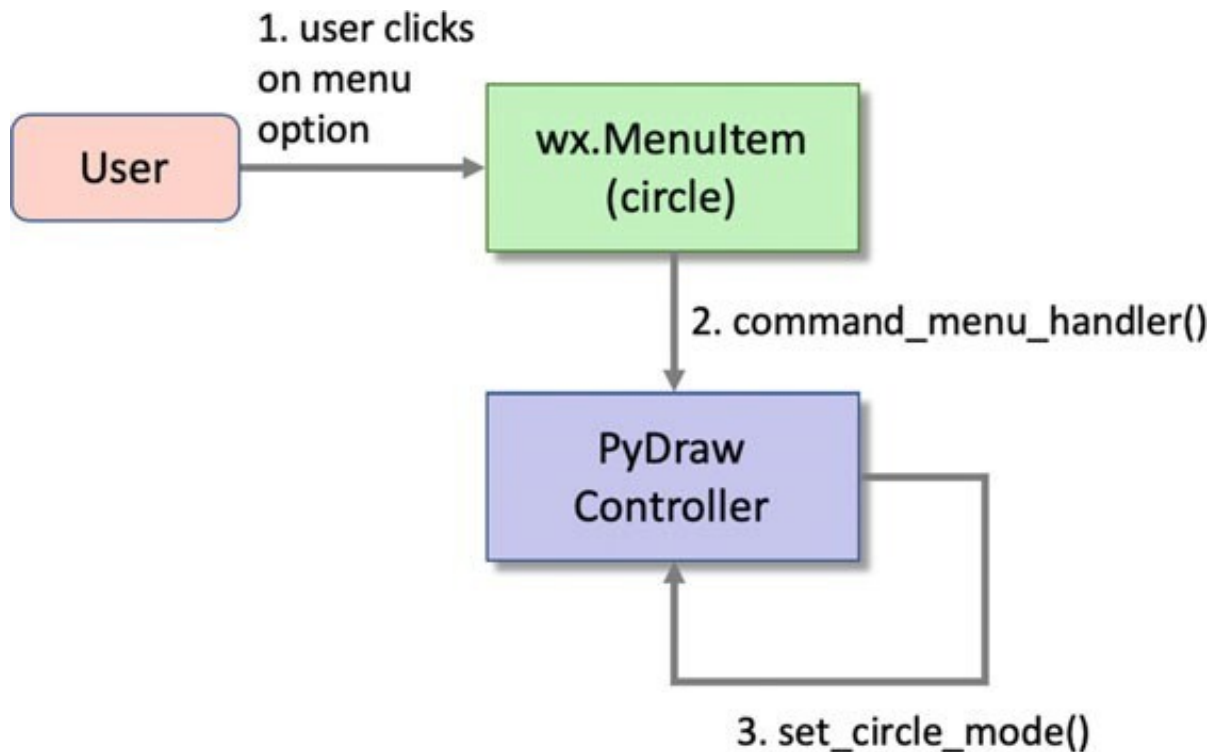 1. user clicks
on menu
option
User
wx.MenuItem
(circle)
2. command_menu_handler()
PyDraw
Controller
3. set_circle_mode()